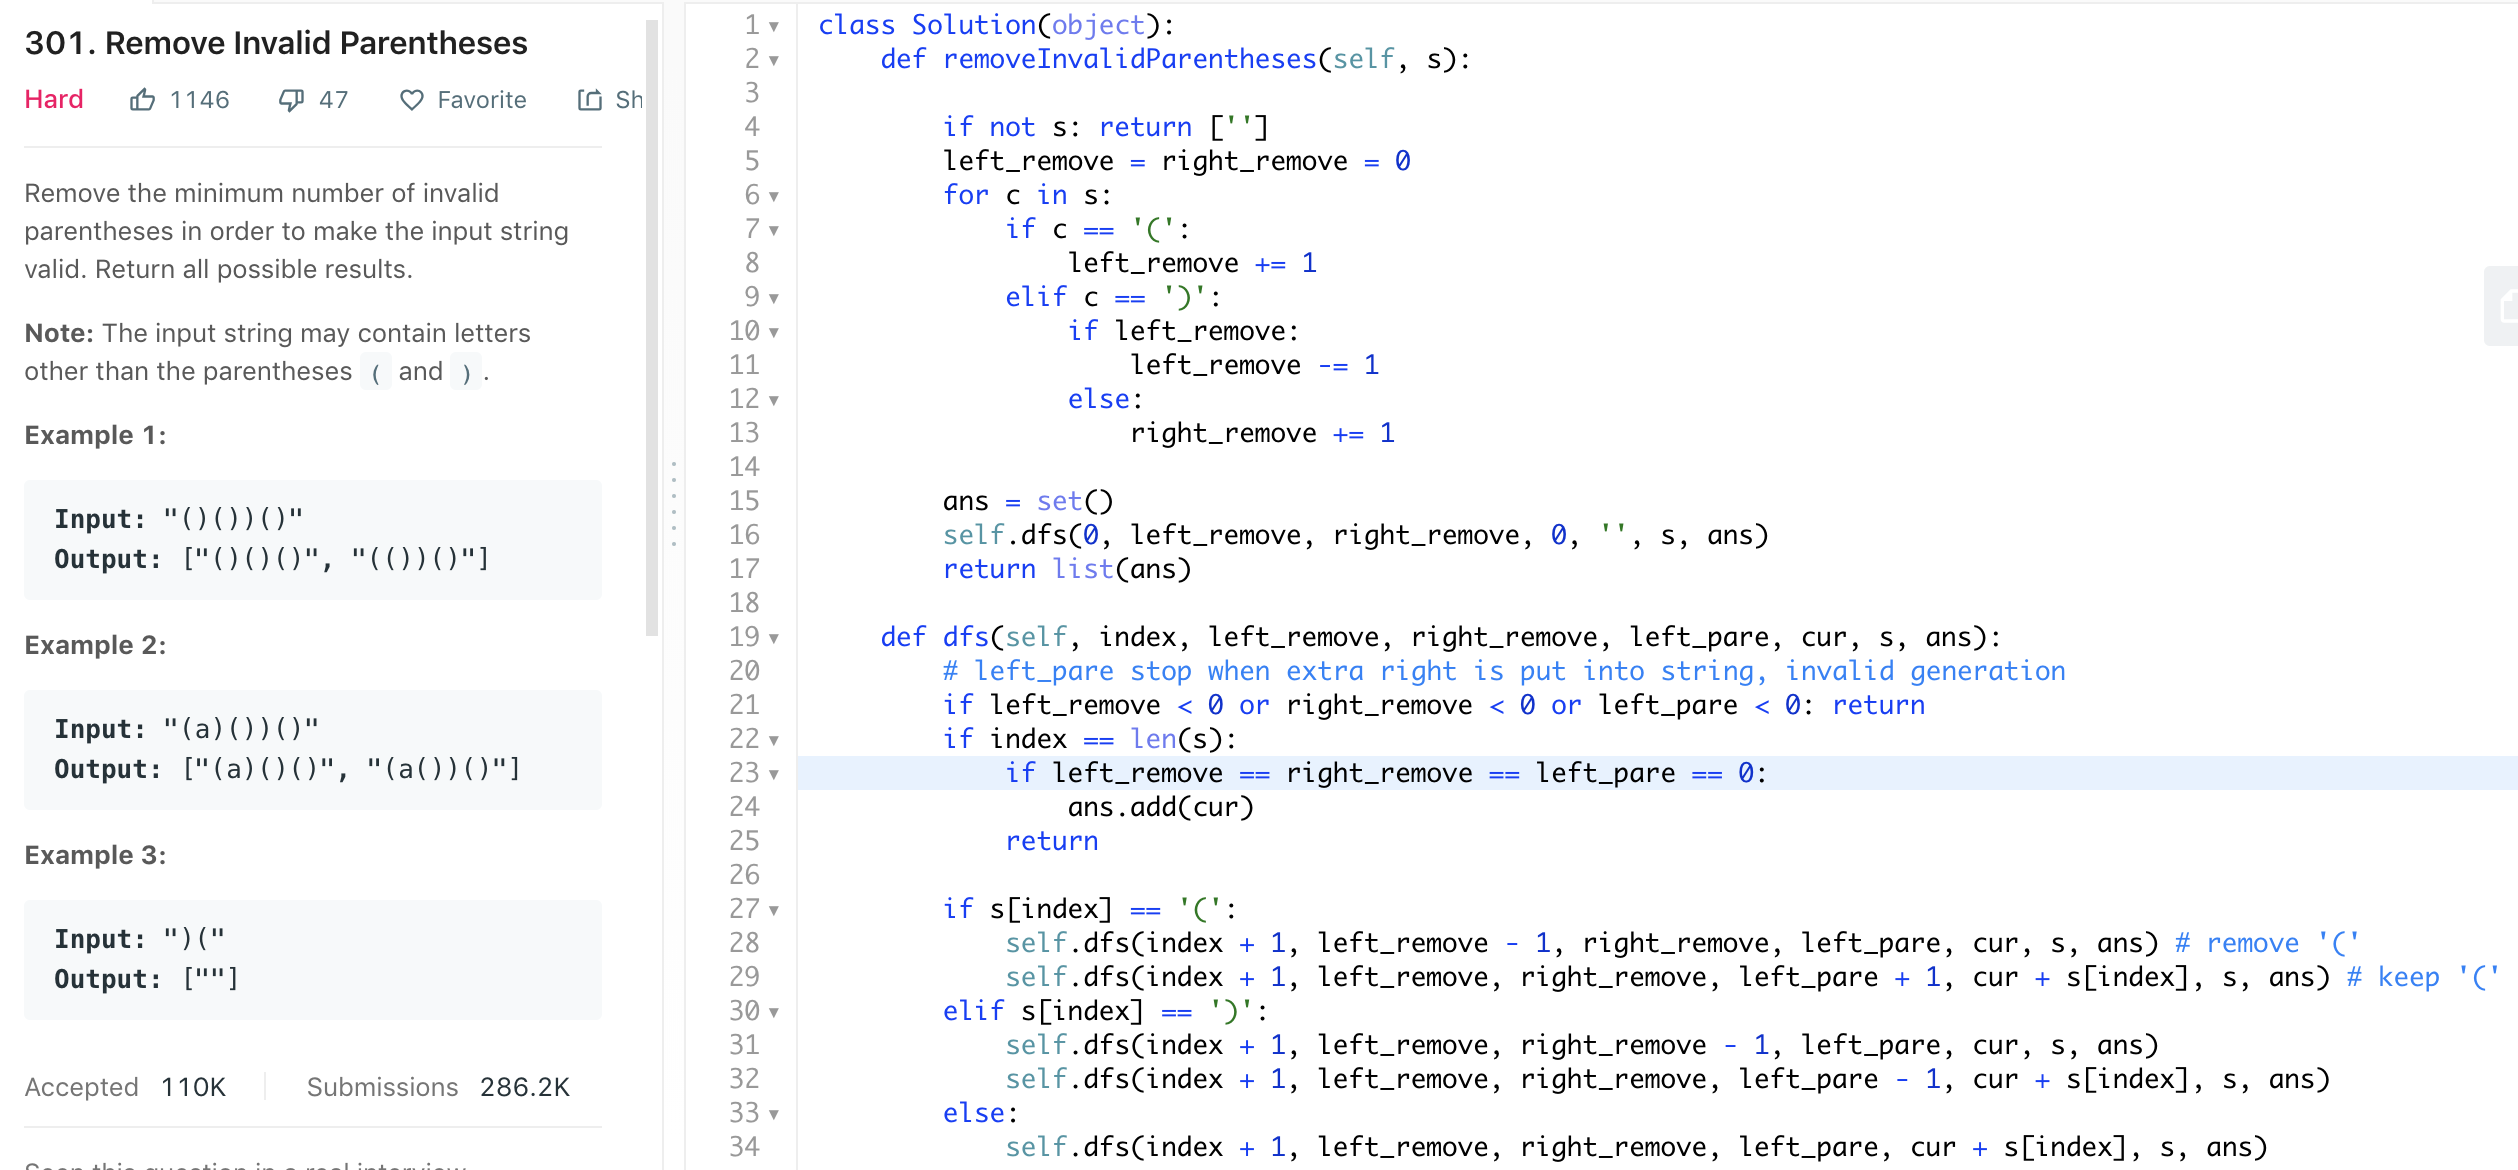 301. Remove Invalid Parentheses
Hard 1146 47 Favorite Sh
Remove the minimum number of invalid
parentheses in order to make the input string
valid. Return all possible results.
Note: The input string may contain letters
other than the parentheses ( and ) .
Example 1:
Input: "()())()"
Output: ["()()()", "(())()"]
Example 2:
Input: "(a)())()"
Output: ["(a)()()", "(a())()"]
Example 3:
Input: ")("
Output: [""]
Accepted 110K Submissions 286.2K
Seen this question in a real interview
1 class Solution(object):
2     def removeInvalidParentheses(self, s):
3
4         if not s: return ['']
5         left_remove = right_remove = 0
6         for c in s:
7             if c == '(':
8                 left_remove += 1
9             elif c == ')':
10                 if left_remove:
11                     left_remove -= 1
12                 else:
13                     right_remove += 1
14
15         ans = set()
16         self.dfs(0, left_remove, right_remove, 0, '', s, ans)
17         return list(ans)
18
19     def dfs(self, index, left_remove, right_remove, left_pare, cur, s, ans):
20         # left_pare stop when extra right is put into string, invalid generation
21         if left_remove < 0 or right_remove < 0 or left_pare < 0: return
22         if index == len(s):
23             if left_remove == right_remove == left_pare == 0:
24                 ans.add(cur)
25             return
26
27         if s[index] == '(':
28             self.dfs(index + 1, left_remove - 1, right_remove, left_pare, cur, s, ans) # remove '('
29             self.dfs(index + 1, left_remove, right_remove, left_pare + 1, cur + s[index], s, ans) # keep '('
30         elif s[index] == ')':
31             self.dfs(index + 1, left_remove, right_remove - 1, left_pare, cur, s, ans)
32             self.dfs(index + 1, left_remove, right_remove, left_pare - 1, cur + s[index], s, ans)
33         else:
34             self.dfs(index + 1, left_remove, right_remove, left_pare, cur + s[index], s, ans)